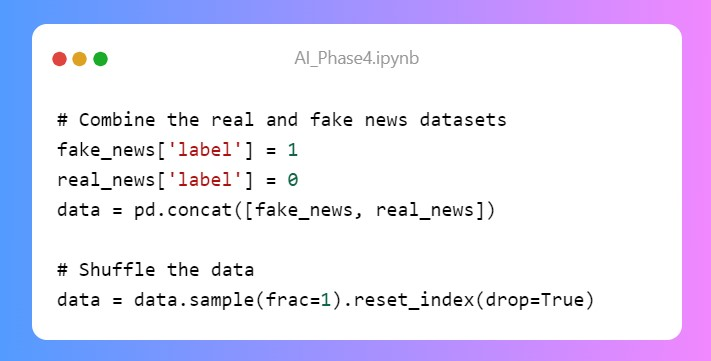 AI_Phase4.ipynb
# Combine the real and fake news datasets
fake_news['label'] = 1
real_news['label'] = 0
data = pd.concat([fake_news, real_news])
# Shuffle the data
data = data.sample(frac=1).reset_index(drop=True)